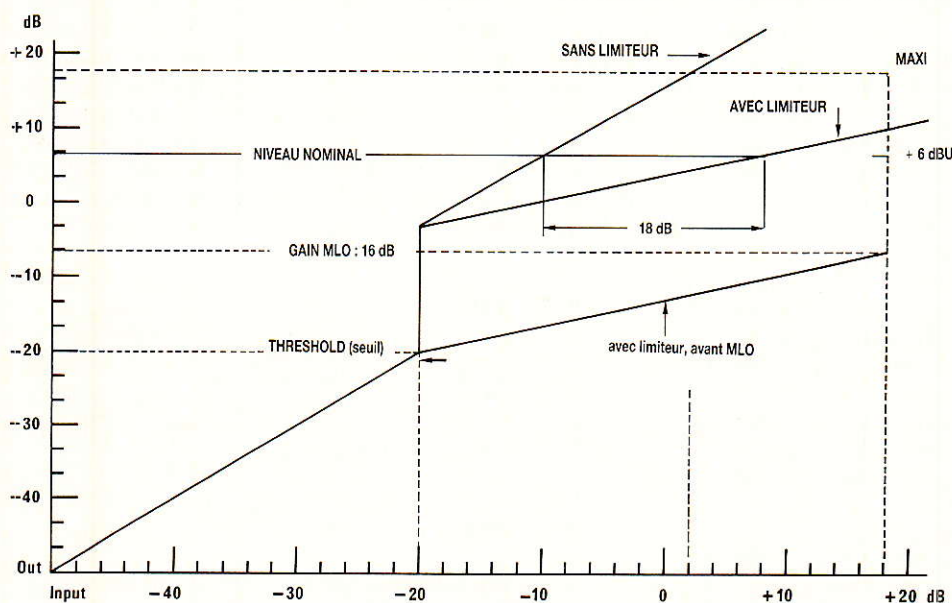 dB
+20
SANS LIMITEUR
MAXI
AVEC LIMITEUR
+10
NIVEAU NOMINAL
+ 6 dBU
0
18 dB
GAIN MLO : 16 dB
−10
THRESHOLD (seuil)
−20
avec limiteur, avant MLO
−30
−40
Out
Input
−40
−30
−20
−10
0
+10
+20 dB